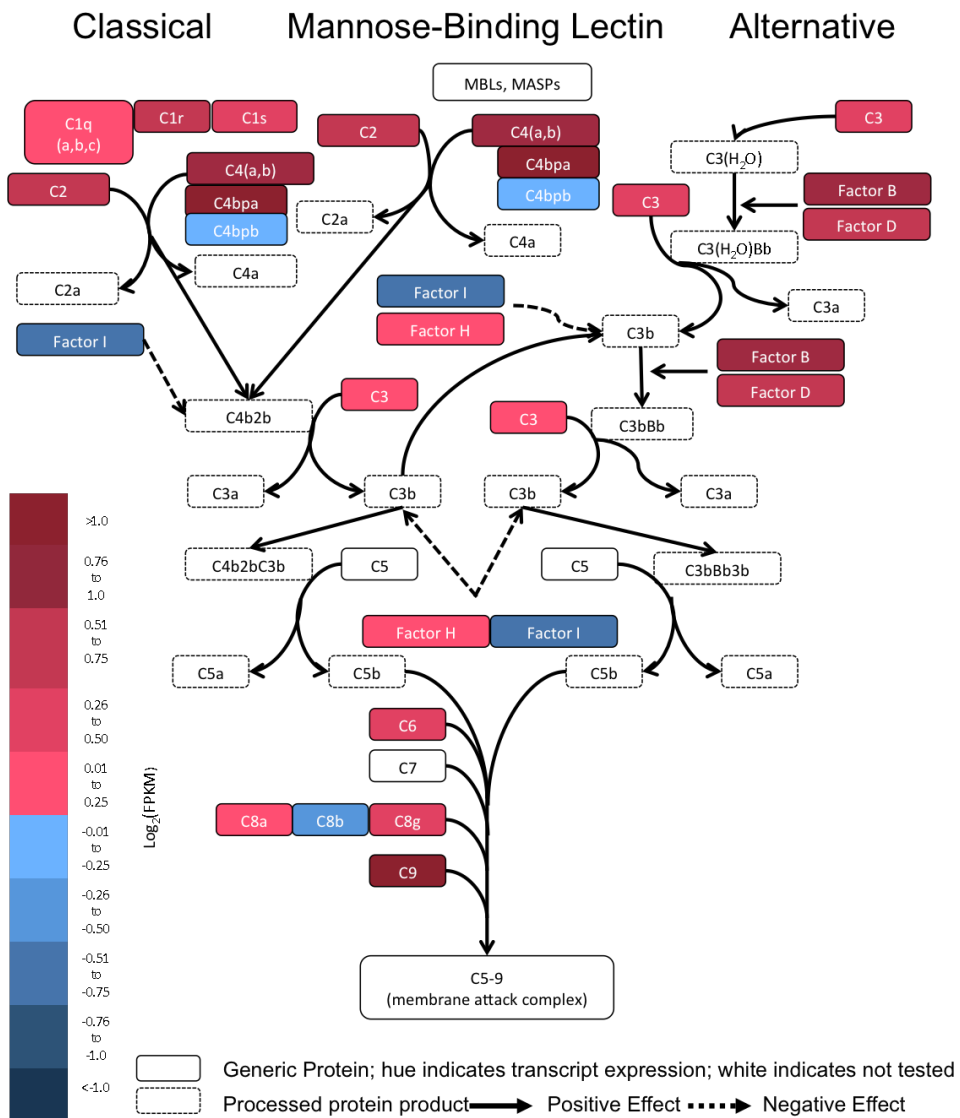 Classical Mannose-Binding Lectin Alternative
MBLs, MASPs
C1q
(a,b,c)
C1r
C1s
C2
C4(a,b)
C4bpa
C4bpb
C2a
C4a
Factor I
C2
C4(a,b)
C4bpa
C4bpb
C2a
C4a
C3
C3(H₂O)
Factor B
Factor D
C3(H₂O)Bb
C3
C3a
Factor I
Factor H
C3b
Factor B
Factor D
C3bBb
C4b2b
C3
C3
C3a
C3b
C3b
C3a
C4b2bC3b
C5
C5
C3bBb3b
Factor H
Factor I
C5a
C5b
C5b
C5a
C6
C7
C8a
C8b
C8g
C9
C5-9
(membrane attack complex)
>1.0
0.76
to
1.0
0.51
to
0.75
0.26
to
0.50
0.01
to
0.25
-0.01
to
-0.25
-0.26
to
-0.50
-0.51
to
-0.75
-0.76
to
-1.0
<-1.0
Log₂(FPKM)
Generic Protein; hue indicates transcript expression; white indicates not tested
Processed protein product Positive Effect Negative Effect